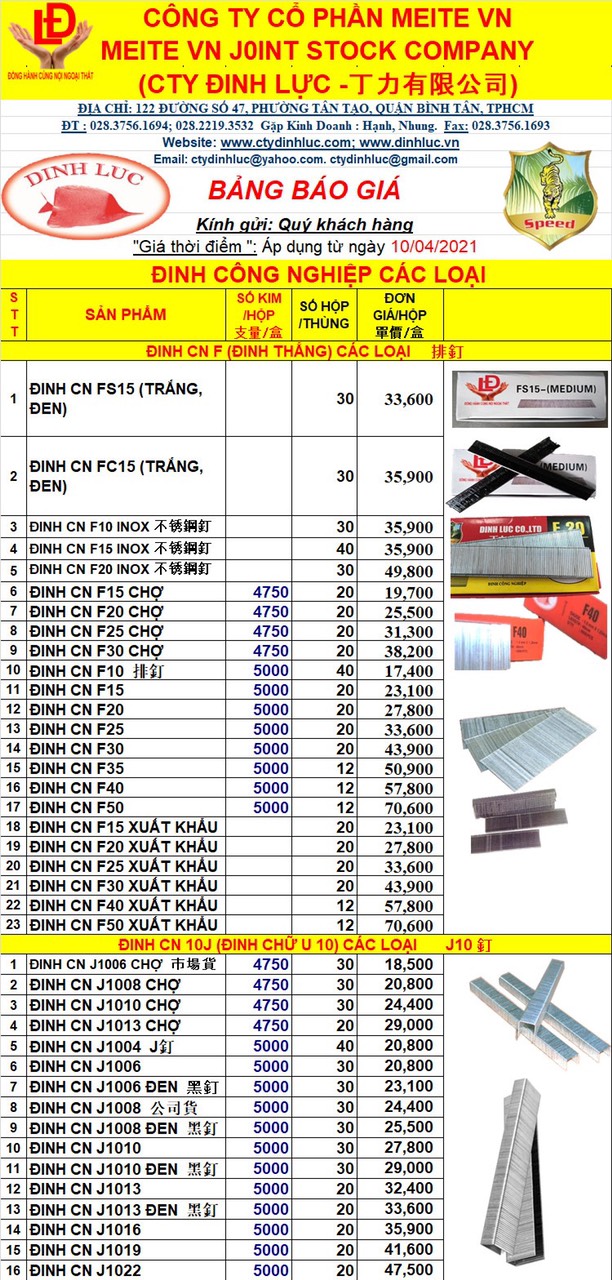 LĐ
ĐỒNG HÀNH CÙNG NỘI NGOẠI THẤT
CÔNG TY CỔ PHẦN MEITE VN
MEITE VN J0INT STOCK COMPANY
(CTY ĐINH LỰC -丁力有限公司)
ĐỊA CHỈ: 122 ĐƯỜNG SỐ 47, PHƯỜNG TÂN TẠO, QUẬN BÌNH TÂN, TPHCM
ĐT : 028.3756.1694; 028.2219.3532 Gặp Kinh Doanh : Hạnh, Nhung. Fax: 028.3756.1693
Website: www.ctydinhluc.com; www.dinhluc.vn
Email: ctydinhluc@yahoo.com. ctydinhluc@gmail.com
DINH LUC
BẢNG BÁO GIÁ
Speed
Kính gửi: Quý khách hàng
"Giá thời điểm ": Áp dụng từ ngày 10/04/2021
ĐINH CÔNG NGHIỆP CÁC LOẠI
STT SẢN PHẨM SỐ KIM /HỘP 支量/盒 SỐ HỘP /THÙNG ĐƠN GIÁ/HỘP 單價/盒
ĐINH CN F (ĐINH THẲNG) CÁC LOẠI 排釘
1 ĐINH CN FS15 (TRẮNG, ĐEN) 30 33,600
FS15-(MEDIUM)
2 ĐINH CN FC15 (TRẮNG, ĐEN) 30 35,900
(MEDIUM)
3 ĐINH CN F10 INOX 不锈鋼釘 30 35,900
4 ĐINH CN F15 INOX 不锈鋼釘 40 35,900
5 ĐINH CN F20 INOX 不锈鋼釘 30 49,800
DINH LUC CO.LTD
F 20
ĐINH CÔNG NGHIỆP
6 ĐINH CN F15 CHỢ 4750 20 19,700
7 ĐINH CN F20 CHỢ 4750 20 25,500
8 ĐINH CN F25 CHỢ 4750 20 31,300
9 ĐINH CN F30 CHỢ 4750 20 38,200
F40
F40
10 ĐINH CN F10 排釘 5000 40 17,400
11 ĐINH CN F15 5000 20 23,100
12 ĐINH CN F20 5000 20 27,800
13 ĐINH CN F25 5000 20 33,600
14 ĐINH CN F30 5000 20 43,900
15 ĐINH CN F35 5000 12 50,900
16 ĐINH CN F40 5000 12 57,800
17 ĐINH CN F50 5000 12 70,600
18 ĐINH CN F15 XUẤT KHẨU 20 23,100
19 ĐINH CN F20 XUẤT KHẨU 20 27,800
20 ĐINH CN F25 XUẤT KHẨU 20 33,600
21 ĐINH CN F30 XUẤT KHẨU 20 43,900
22 ĐINH CN F40 XUẤT KHẨU 12 57,800
23 ĐINH CN F50 XUẤT KHẨU 12 70,600
ĐINH CN 10J (ĐINH CHỮ U 10) CÁC LOẠI J10 釘
1 ĐINH CN J1006 CHỢ 市場貨 4750 30 18,500
2 ĐINH CN J1008 CHỢ 4750 30 20,800
3 ĐINH CN J1010 CHỢ 4750 30 24,400
4 ĐINH CN J1013 CHỢ 4750 20 29,000
5 ĐINH CN J1004 J釘 5000 40 20,800
6 ĐINH CN J1006 5000 30 20,800
7 ĐINH CN J1006 ĐEN 黑釘 5000 30 23,100
8 ĐINH CN J1008 公司貨 5000 30 24,400
9 ĐINH CN J1008 ĐEN 黑釘 5000 30 25,500
10 ĐINH CN J1010 5000 30 27,800
11 ĐINH CN J1010 ĐEN 黑釘 5000 30 29,000
12 ĐINH CN J1013 5000 20 32,400
13 ĐINH CN J1013 ĐEN 黑釘 5000 20 33,600
14 ĐINH CN J1016 5000 20 35,900
15 ĐINH CN J1019 5000 20 41,600
16 ĐINH CN J1022 5000 20 47,500